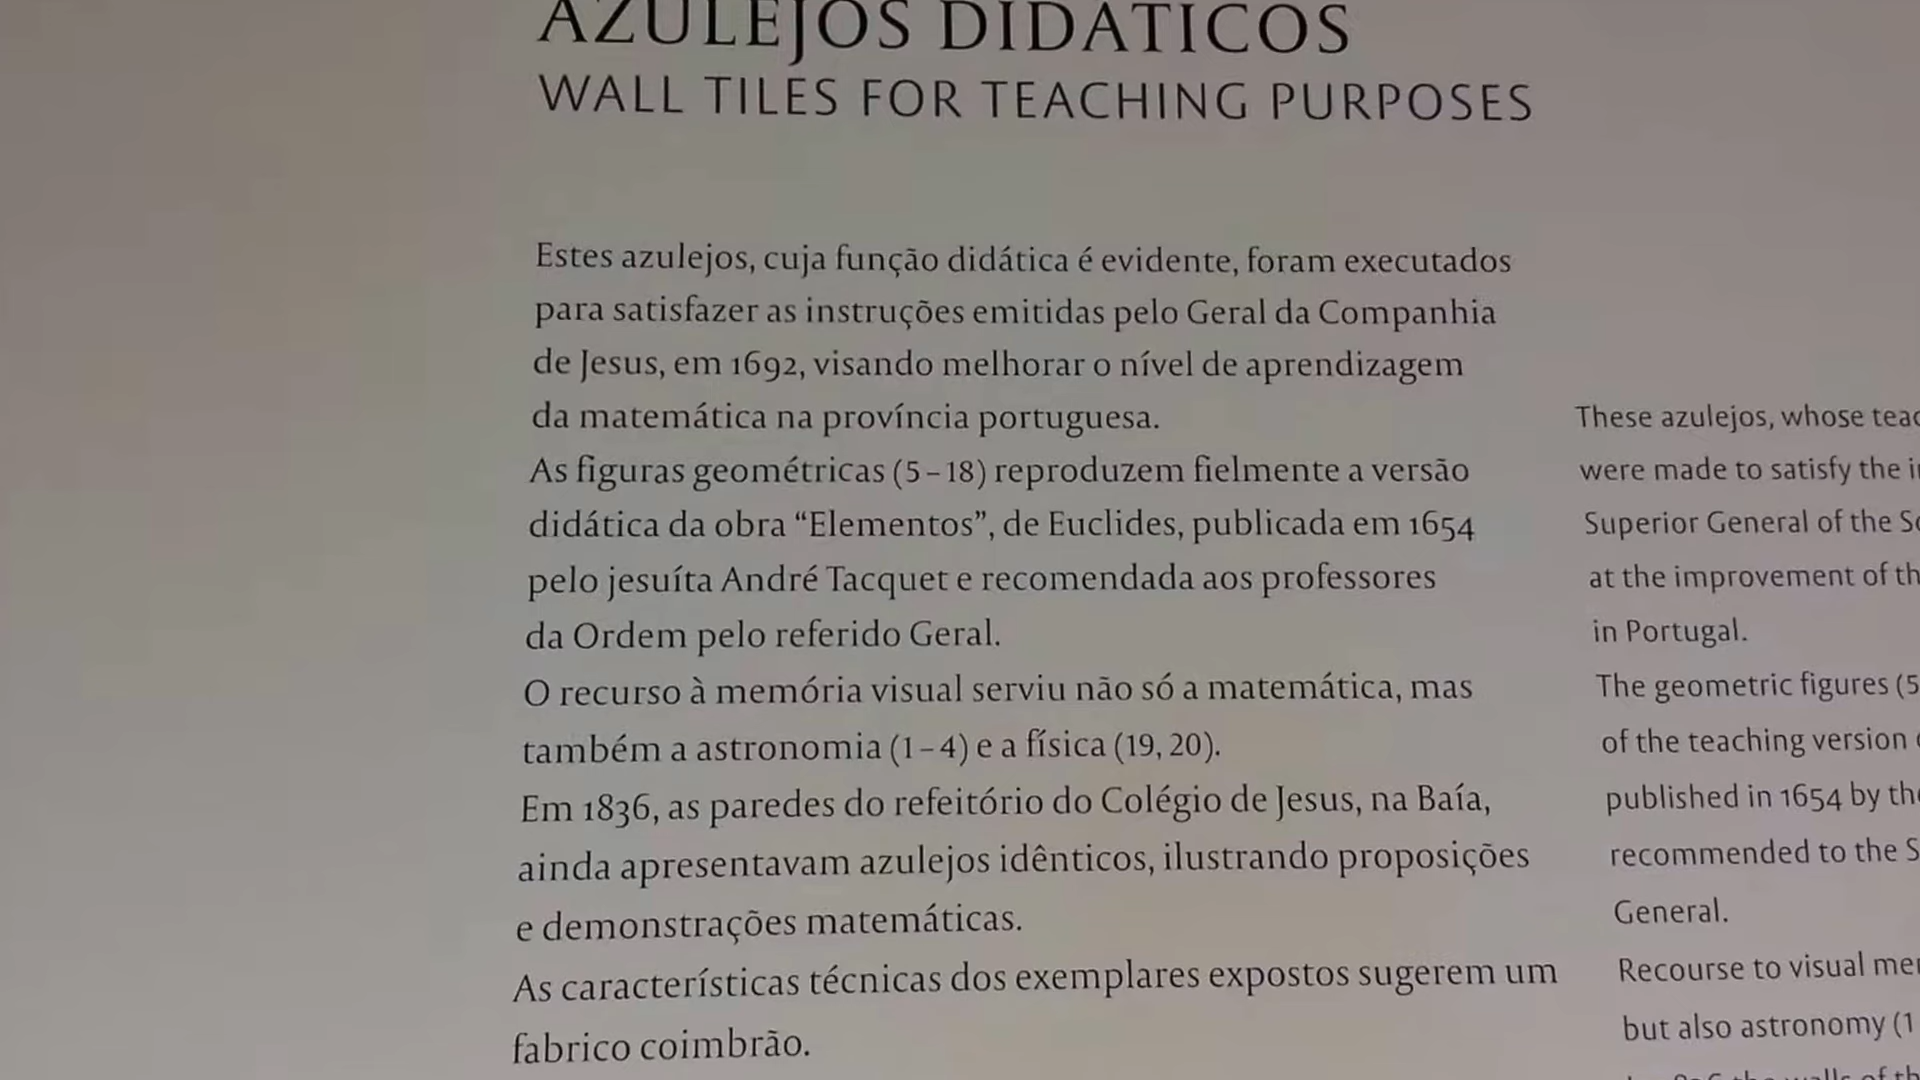 AZULEJOS DIDÁTICOS
WALL TILES FOR TEACHING PURPOSES
Estes azulejos, cuja função didática é evidente, foram executados
para satisfazer as instruções emitidas pelo Geral da Companhia
de Jesus, em 1692, visando melhorar o nível de aprendizagem
da matemática na província portuguesa.
As figuras geométricas (5–18) reproduzem fielmente a versão
didática da obra “Elementos”, de Euclides, publicada em 1654
pelo jesuíta André Tacquet e recomendada aos professores
da Ordem pelo referido Geral.
O recurso à memória visual serviu não só a matemática, mas
também a astronomia (1–4) e a física (19, 20).
Em 1836, as paredes do refeitório do Colégio de Jesus, na Baía,
ainda apresentavam azulejos idênticos, ilustrando proposições
e demonstrações matemáticas.
As características técnicas dos exemplares expostos sugerem um
fabrico coimbrão.
These azulejos, whose
were made to satisfy the
Superior General of the
at the improvement of
in Portugal.
The geometric figures (5
of the teaching version
published in 1654 by
recommended to the
General.
Recourse to visual
but also astronomy (1